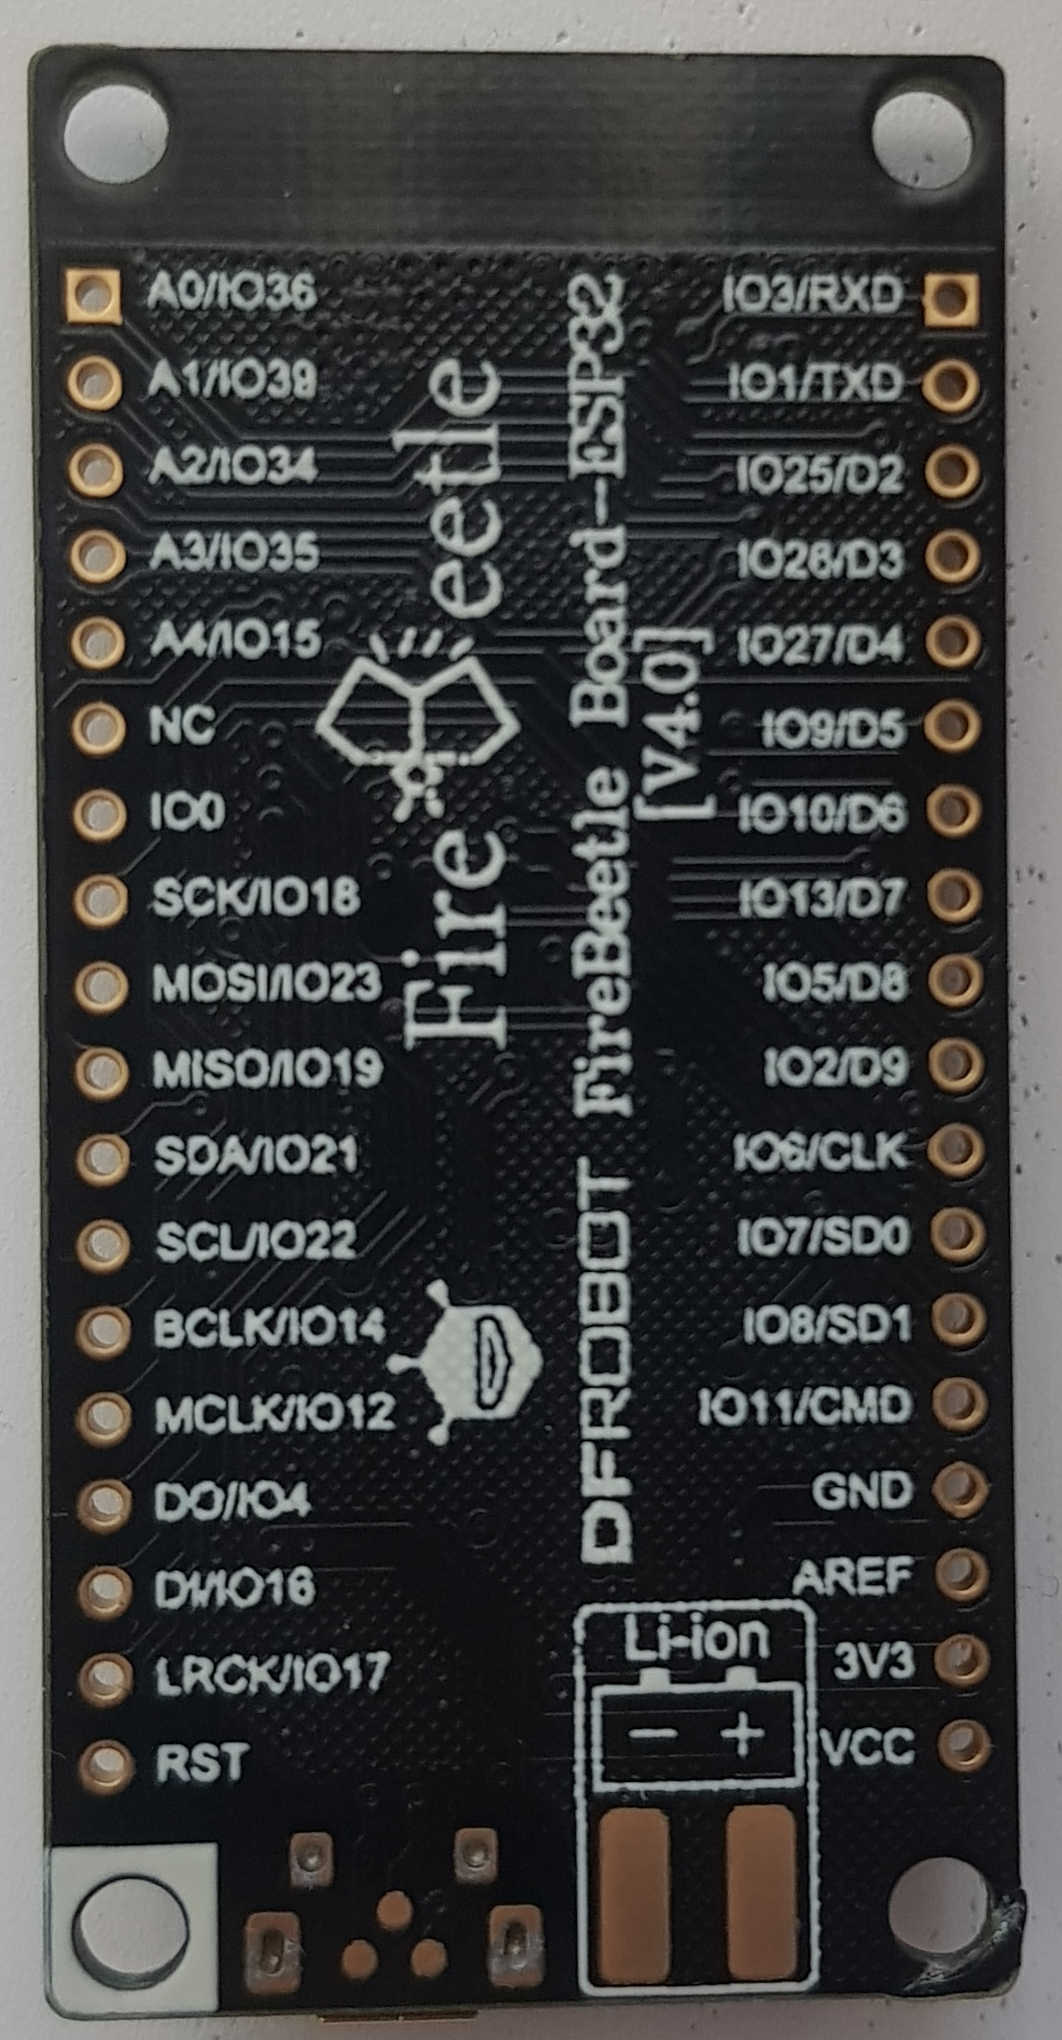 A0/IO36
A1/IO39
A2/IO34
A3/IO35
A4/IO15
NC
IO0
SCK/IO18
MOSI/IO23
MISO/IO19
SDA/IO21
SCL/IO22
BCLK/IO14
MCLK/IO12
DO/IO4
DI/IO16
LRCK/IO17
RST
Fire eetle
DFROBOT FireBeetle Board-ESP32
[V4.0]
IO3/RXD
IO1/TXD
IO25/D2
IO26/D3
IO27/D4
IO9/D5
IO10/D6
IO13/D7
IO5/D8
IO2/D9
IO6/CLK
IO7/SD0
IO8/SD1
IO11/CMD
GND
AREF
3V3
VCC
Li-ion
- +